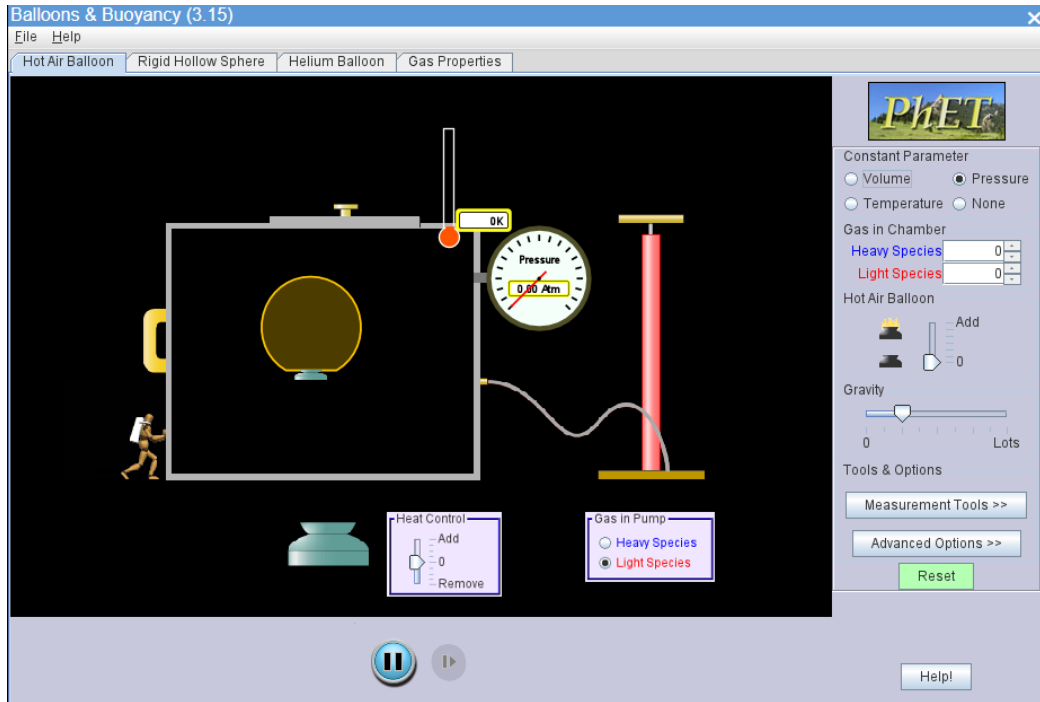 Balloons & Buoyancy (3.15)
File Help
Hot Air Balloon Rigid Hollow Sphere Helium Balloon Gas Properties
PhET
Constant Parameter
Volume Pressure
Temperature None
Gas in Chamber
Heavy Species 0
Light Species 0
Hot Air Balloon
Add
0
Gravity
0 Lots
Tools & Options
Measurement Tools >>
Advanced Options >>
Reset
0K
Pressure
0.00 Atm
Heat Control
Add
0
Remove
Gas in Pump
Heavy Species
Light Species
Help!